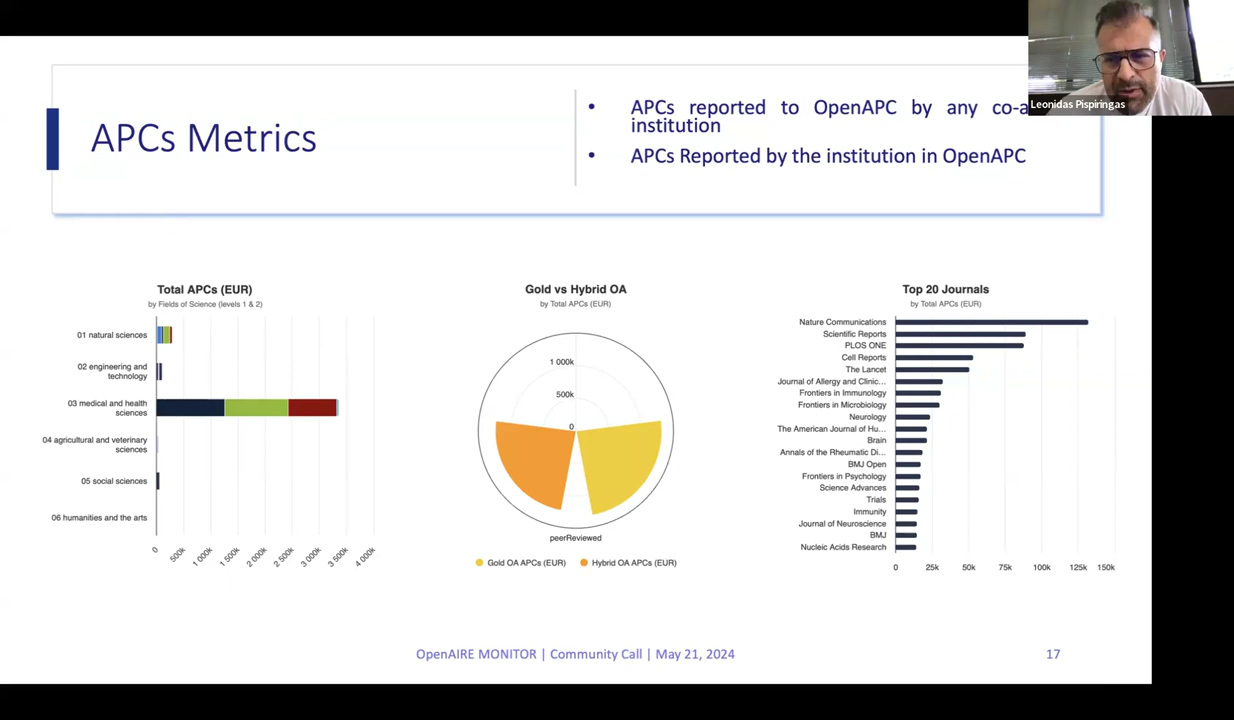 Leonidas Pispiringas
APCs Metrics
• APCs reported to OpenAPC by any co-a
institution
• APCs Reported by the institution in OpenAPC
Total APCs (EUR)
by Fields of Science (levels 1 & 2)
01 natural sciences
02 engineering and
technology
03 medical and health
sciences
04 agricultural and veterinary
sciences
05 social sciences
06 humanities and the arts
0 500k 1 000k 1 500k 2 000k 2 500k 3 000k 3 500k 4 000k
Gold vs Hybrid OA
by Total APCs (EUR)
1 000k
500k
0
peerReviewed
Gold OA APCs (EUR) Hybrid OA APCs (EUR)
Top 20 Journals
by Total APCs (EUR)
Nature Communications
Scientific Reports
PLOS ONE
Cell Reports
The Lancet
Journal of Allergy and Clinic...
Frontiers in Immunology
Frontiers in Microbiology
Neurology
The American Journal of Hu...
Brain
Annals of the Rheumatic Di...
BMJ Open
Frontiers in Psychology
Science Advances
Trials
Immunity
Journal of Neuroscience
BMJ
Nucleic Acids Research
0 25k 50k 75k 100k 125k 150k
OpenAIRE MONITOR | Community Call | May 21, 2024
17